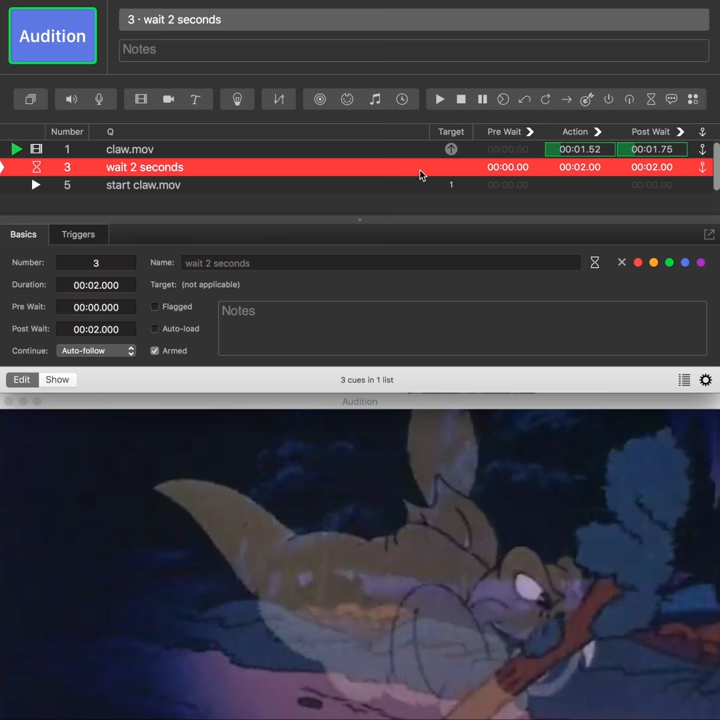 Audition
3 · wait 2 seconds
Notes
Number Q Target Pre Wait Action Post Wait
1 claw.mov 00:00.00 00:01.52 00:01.75
3 wait 2 seconds 00:00.00 00:02.00 00:02.00
5 start claw.mov 1 00:00.00 00:00.00
Basics Triggers
Number: 3 Name: wait 2 seconds
Duration: 00:02.000 Target: (not applicable)
Pre Wait: 00:00.000 Flagged Notes
Post Wait: 00:02.000 Auto-load
Continue: Auto-follow Armed
Edit Show 3 cues in 1 list
Audition